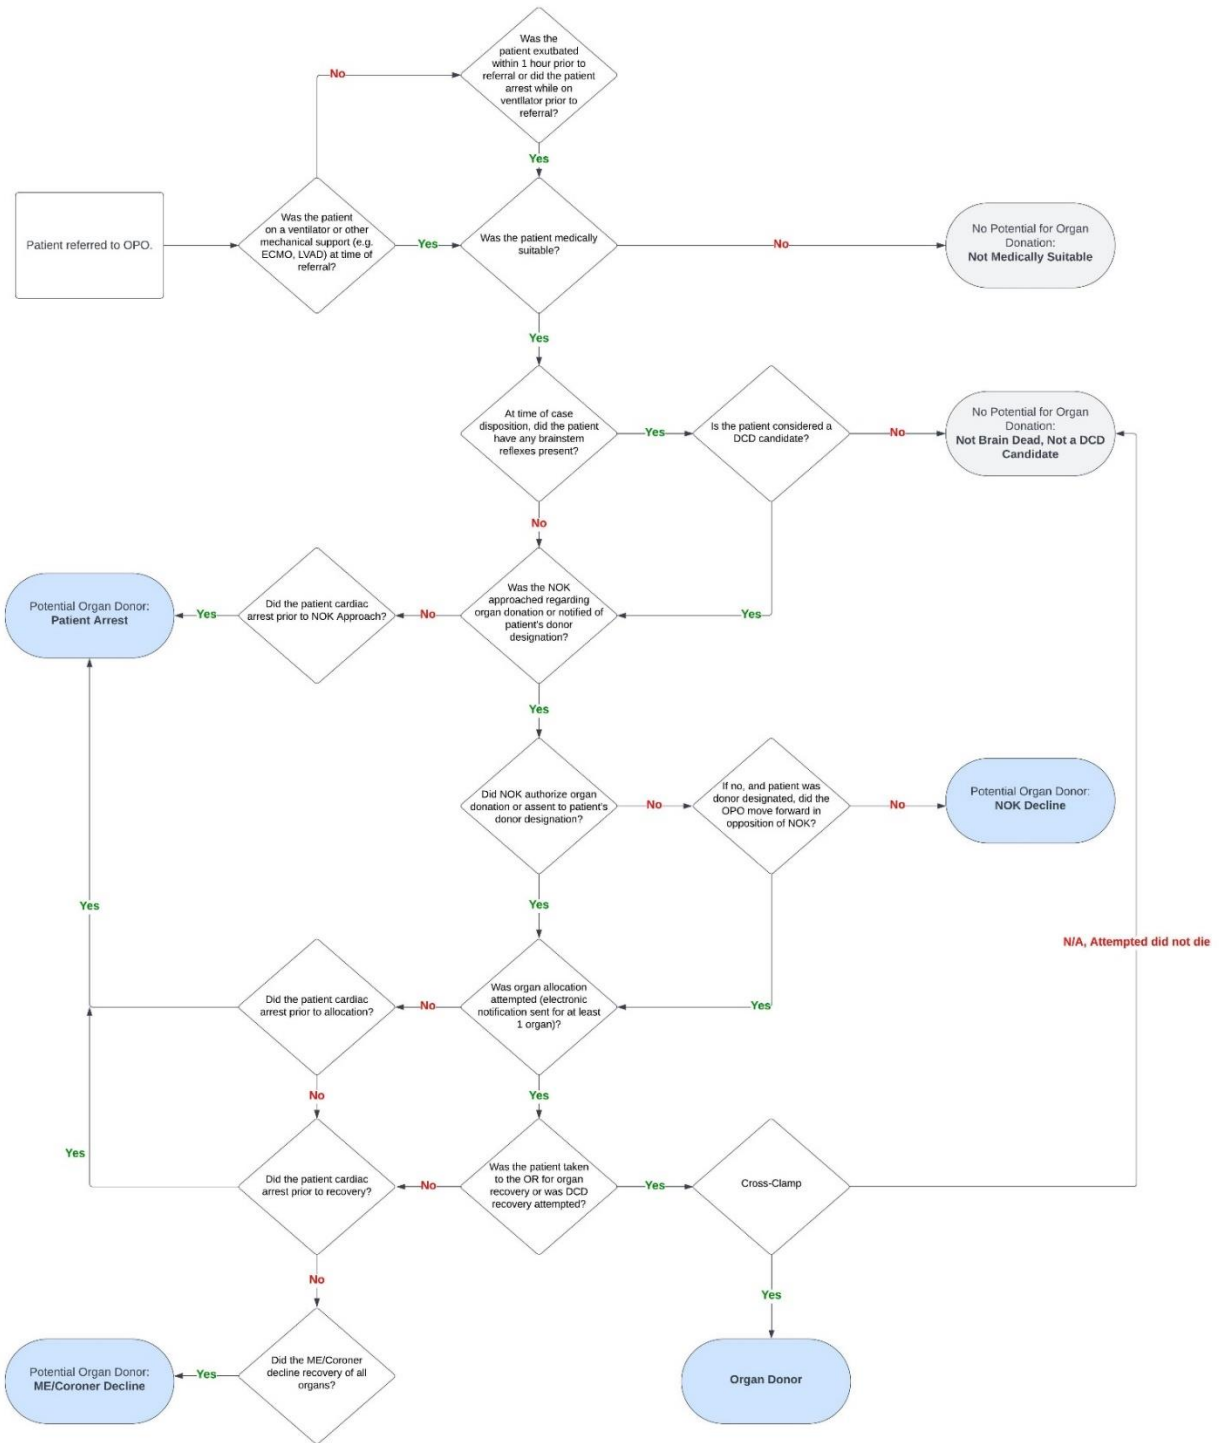 Was the
patient exutbated
within 1 hour prior to
referral or did the patient
arrest while on
ventllator prior to
referral?
No
Yes
Patient referred to OPO.
Was the patient
on a ventilator or other
mechanical support (e.g.
ECMO, LVAD) at time of
referral?
Yes
Was the patient medically
suitable?
No
No Potential for Organ
Donation:
Not Medically Suitable
Yes
At time of case
disposition, did the patient
have any brainstem
reflexes present?
Yes
Is the patient considered a
DCD candidate?
No
No Potential for Organ
Donation:
Not Brain Dead, Not a DCD
Candidate
No
Potential Organ Donor:
Patient Arrest
Yes
Did the patient cardiac
arrest prior to NOK Approach?
No
Was the NOK
approached regarding
organ donation or notified of
patient's donor
designation?
Yes
Yes
Did NOK authorize organ
donation or assent to patient's
donor designation?
No
If no, and patient was
donor designated, did the
OPO move forward in
opposition of NOK?
No
Potential Organ Donor:
NOK Decline
Yes
Yes
N/A, Attempted did not die
Did the patient cardiac
arrest prior to allocation?
No
Was organ allocation
attempted (electronic
notification sent for at least
1 organ)?
Yes
No
Yes
Yes
Did the patient cardiac
arrest prior to recovery?
No
Was the patient taken
to the OR for organ
recovery or was DCD
recovery attempted?
Yes
Cross-Clamp
No
Yes
Potential Organ Donor:
ME/Coroner Decline
Yes
Did the ME/Coroner
decline recovery of all
organs?
Organ Donor